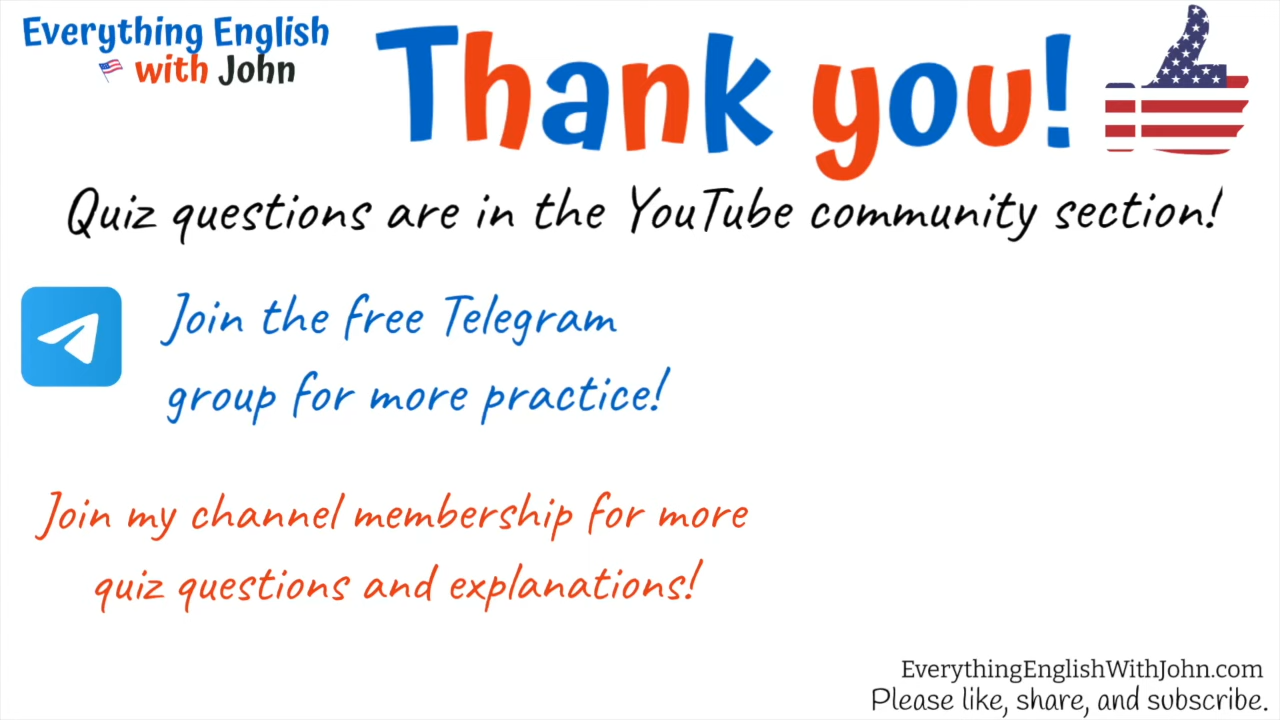 Everything English
with John
Thank you!
Quiz questions are in the YouTube community section!
Join the free Telegram
group for more practice!
Join my channel membership for more
quiz questions and explanations!
EverythingEnglishWithJohn.com
Please like, share, and subscribe.